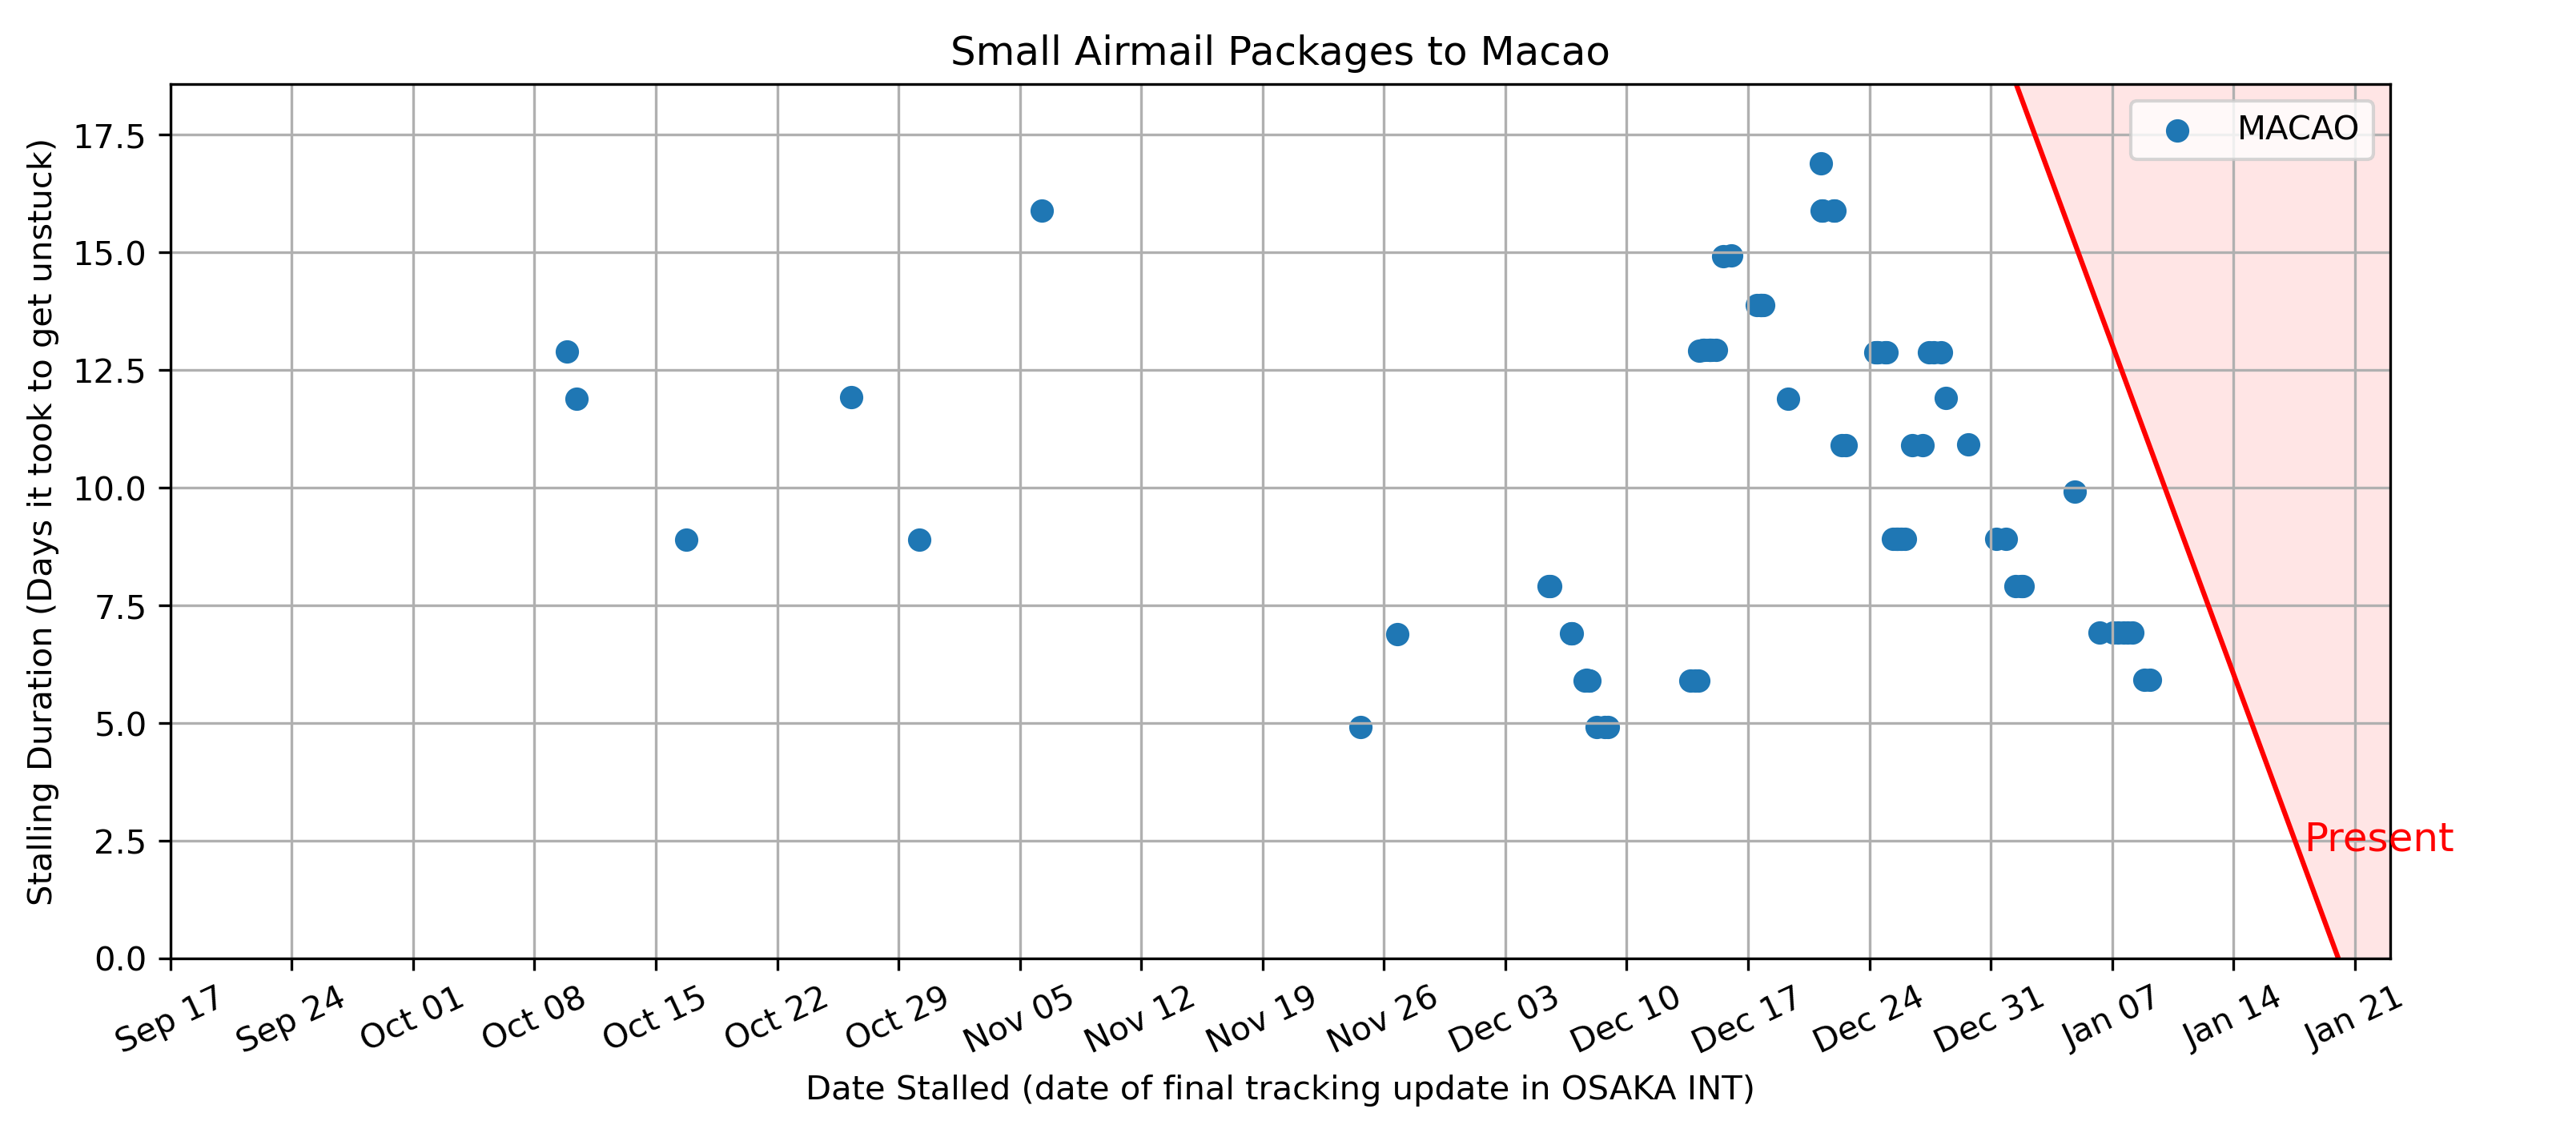 Small Airmail Packages to Macao
MACAO
Stalling Duration (Days it took to get unstuck)
17.5
15.0
12.5
10.0
7.5
5.0
2.5
0.0
Present
Sep 17
Sep 24
Oct 01
Oct 08
Oct 15
Oct 22
Oct 29
Nov 05
Nov 12
Nov 19
Nov 26
Dec 03
Dec 10
Dec 17
Dec 24
Dec 31
Jan 07
Jan 14
Jan 21
Date Stalled (date of final tracking update in OSAKA INT)